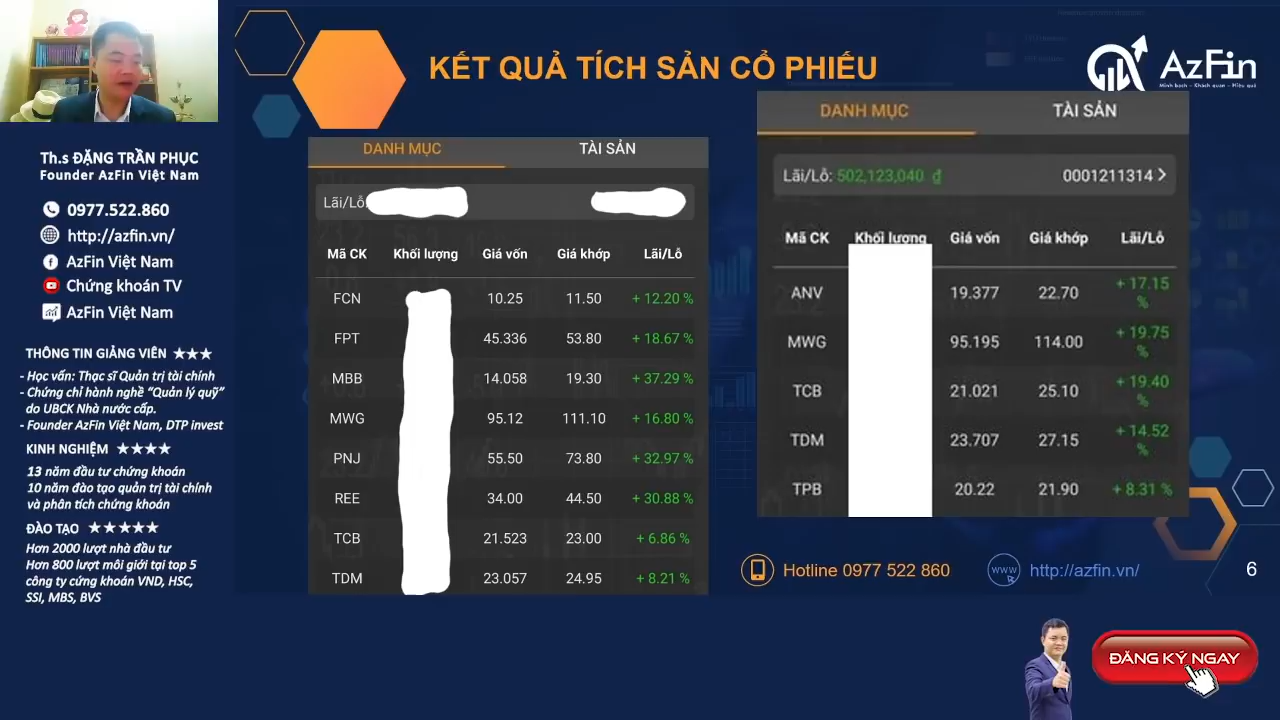 Th.s ĐẶNG TRẦN PHỤC
Founder AzFin Việt Nam
0977.522.860
http://azfin.vn/
AzFin Việt Nam
Chứng khoán TV
AzFin Việt Nam
THÔNG TIN GIẢNG VIÊN ★★★
- Học vấn: Thạc sĩ Quản trị tài chính
- Chứng chỉ hành nghề “Quản lý quỹ”
do UBCK Nhà nước cấp.
- Founder AzFin Việt Nam, DTP invest
KINH NGHIỆM ★★★★
13 năm đầu tư chứng khoán
10 năm đào tạo quản trị tài chính
và phân tích chứng khoán
ĐÀO TẠO ★★★★★
Hơn 2000 lượt nhà đầu tư
Hơn 800 lượt môi giới tại top 5
công ty cứng khoán VND, HSC,
SSI, MBS, BVS
KẾT QUẢ TÍCH SẢN CỔ PHIẾU
AzFin
Minh bạch - Khách quan - Hiệu quả
DANH MỤC TÀI SẢN
Lãi/Lỗ:
Mã CK Khối lượng Giá vốn Giá khớp Lãi/Lỗ
FCN 10.25 11.50 + 12.20 %
FPT 45.336 53.80 + 18.67 %
MBB 14.058 19.30 + 37.29 %
MWG 95.12 111.10 + 16.80 %
PNJ 55.50 73.80 + 32.97 %
REE 34.00 44.50 + 30.88 %
TCB 21.523 23.00 + 6.86 %
TDM 23.057 24.95 + 8.21 %
DANH MỤC TÀI SẢN
Lãi/Lỗ: 502,123,040 ₫ 0001211314 >
Mã CK Khối lượng Giá vốn Giá khớp Lãi/Lỗ
ANV 19.377 22.70 + 17.15 %
MWG 95.195 114.00 + 19.75 %
TCB 21.021 25.10 + 19.40 %
TDM 23.707 27.15 + 14.52 %
TPB 20.22 21.90 + 8.31 %
Hotline 0977 522 860
www http://azfin.vn/
6
ĐĂNG KÝ NGAY